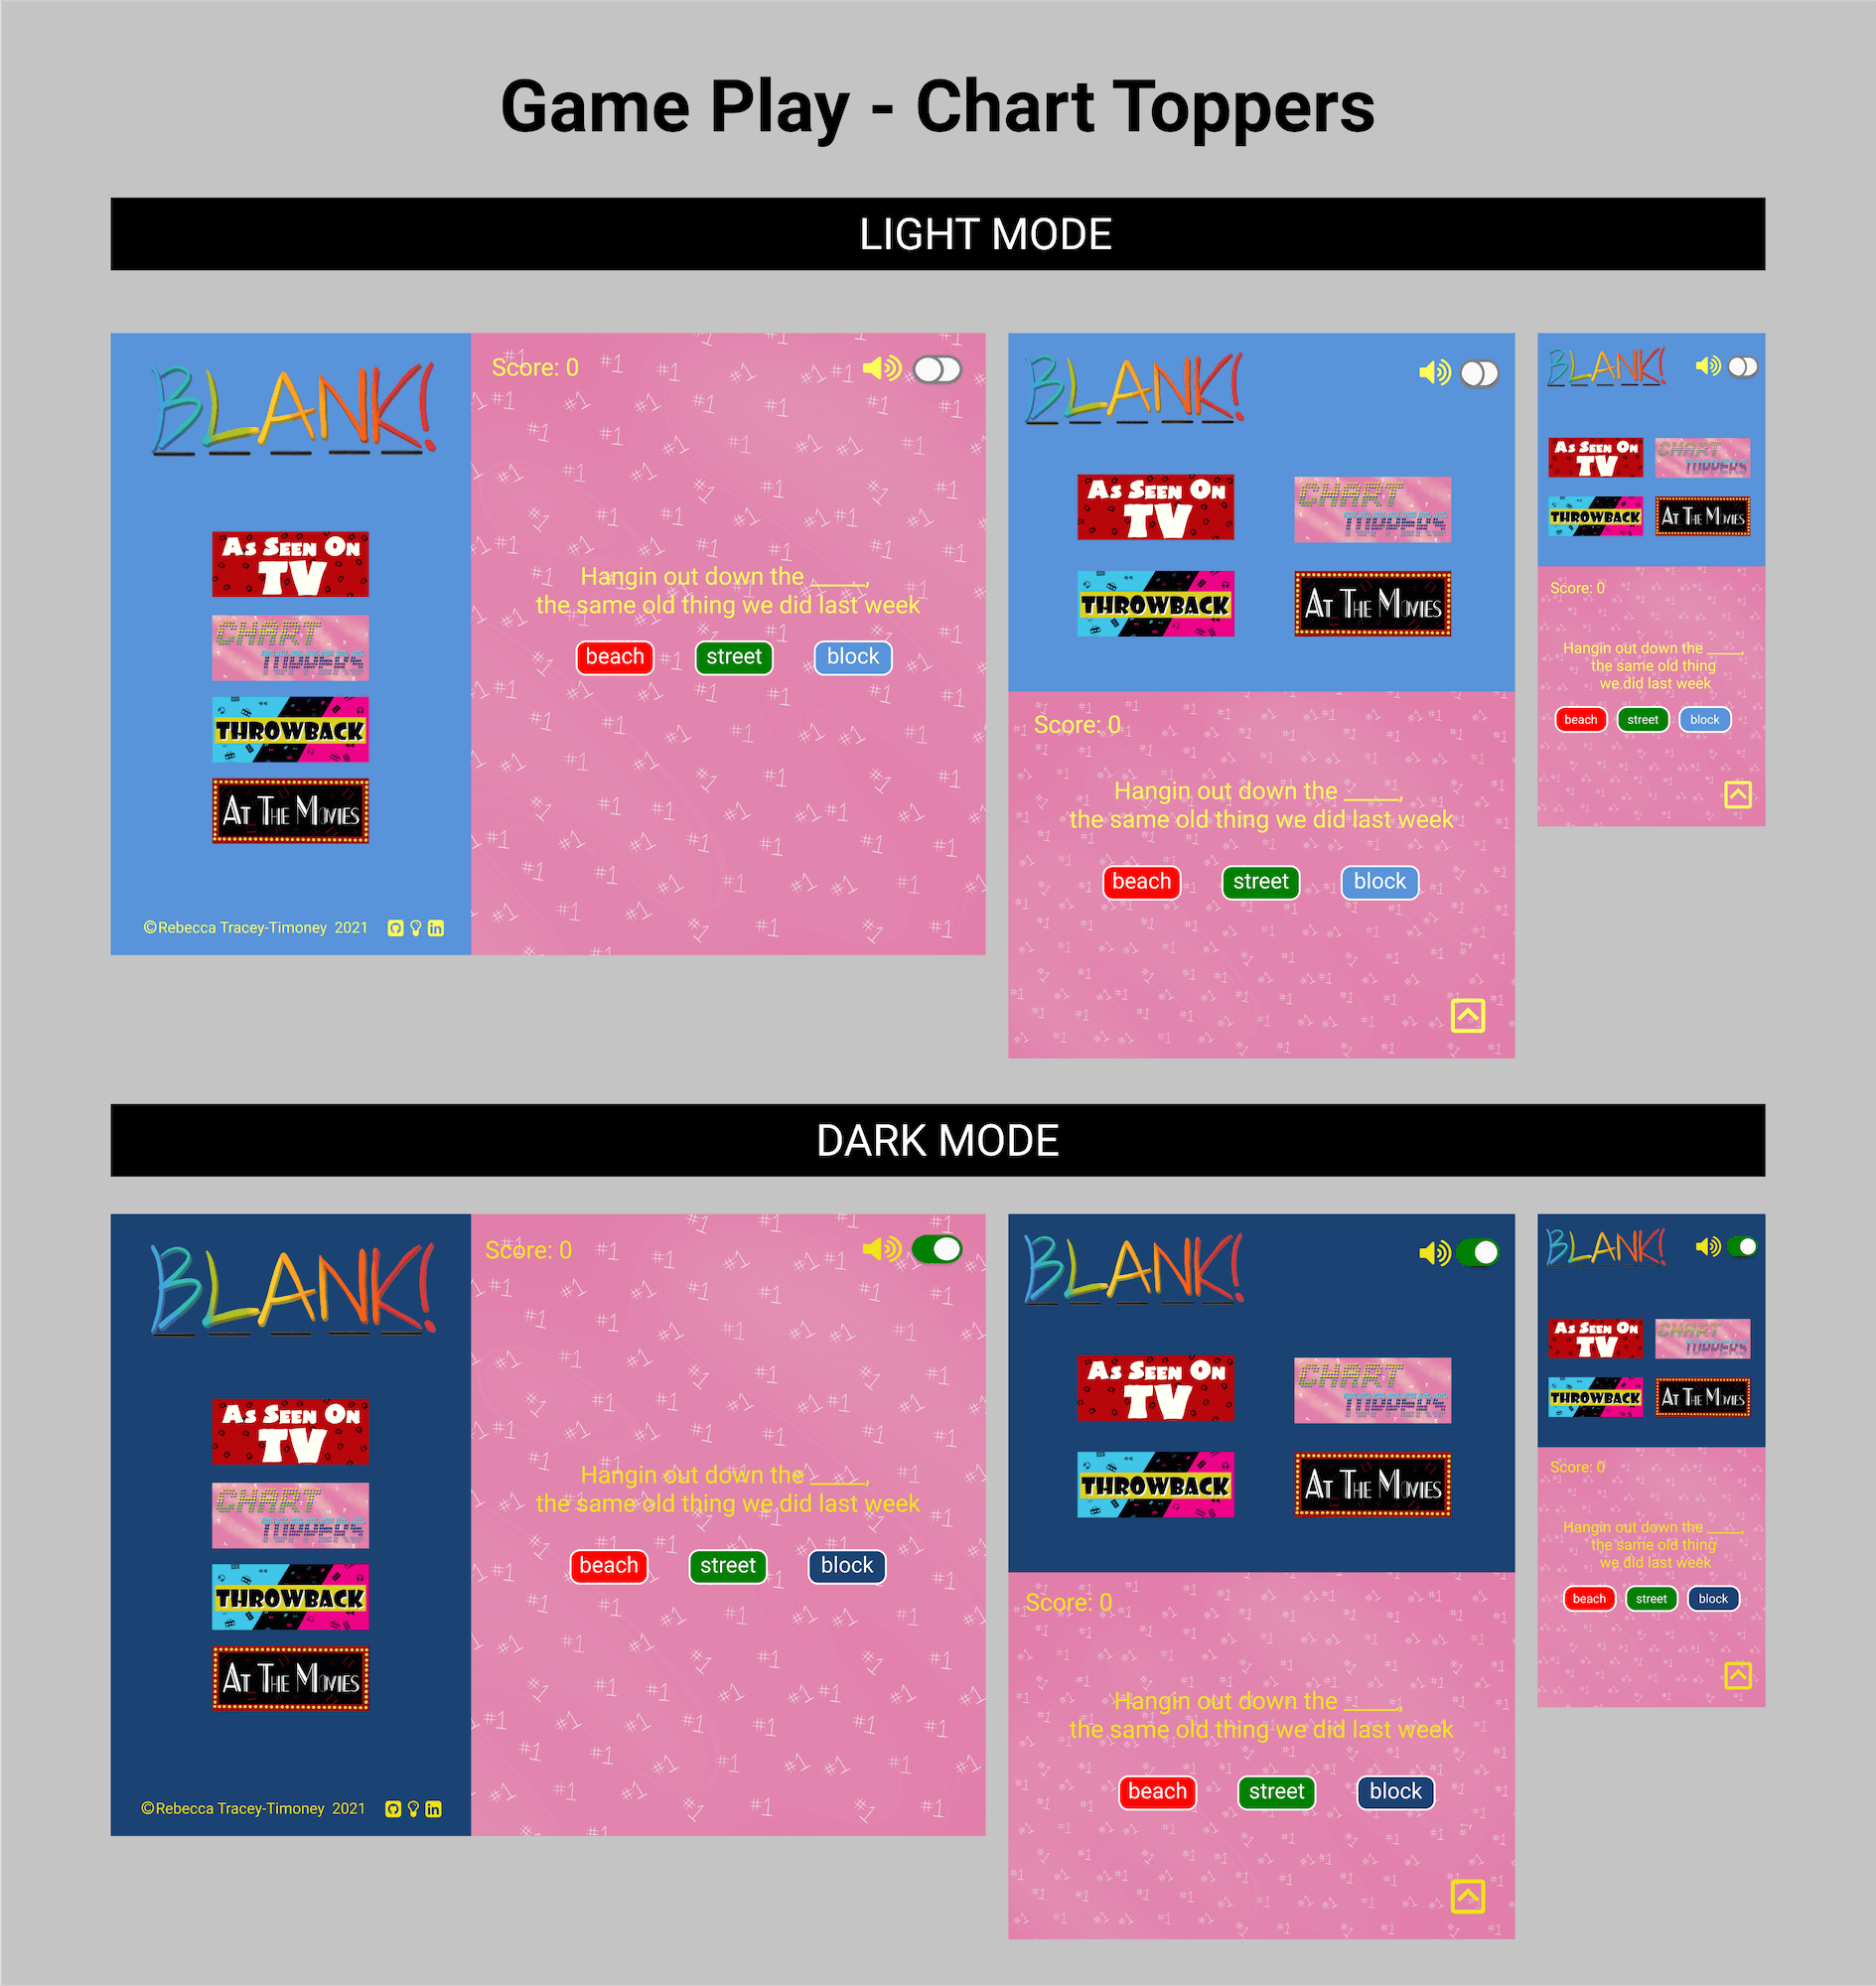 Game Play - Chart Toppers
LIGHT MODE
BLANK!
AS SEEN ON
TV
CHART
TOPPERS
THROWBACK
AT THE MOVIES
©Rebecca Tracey-Timoney 2021
Score: 0
Hangin out down the _____,
the same old thing we did last week
beach street block
BLANK!
AS SEEN ON
TV
CHART
TOPPERS
THROWBACK
AT THE MOVIES
Score: 0
Hangin out down the _____,
the same old thing we did last week
beach street block
BLANK!
AS SEEN ON
TV
CHART
TOPPERS
THROWBACK
AT THE MOVIES
Score: 0
Hangin out down the _____,
the same old thing
we did last week
beach street block
DARK MODE
BLANK!
AS SEEN ON
TV
CHART
TOPPERS
THROWBACK
AT THE MOVIES
©Rebecca Tracey-Timoney 2021
Score: 0
Hangin out down the _____,
the same old thing we did last week
beach street block
BLANK!
AS SEEN ON
TV
CHART
TOPPERS
THROWBACK
AT THE MOVIES
Score: 0
Hangin out down the _____,
the same old thing we did last week
beach street block
BLANK!
AS SEEN ON
TV
CHART
TOPPERS
THROWBACK
AT THE MOVIES
Score: 0
Hangin out down the _____,
the same old thing
we did last week
beach street block